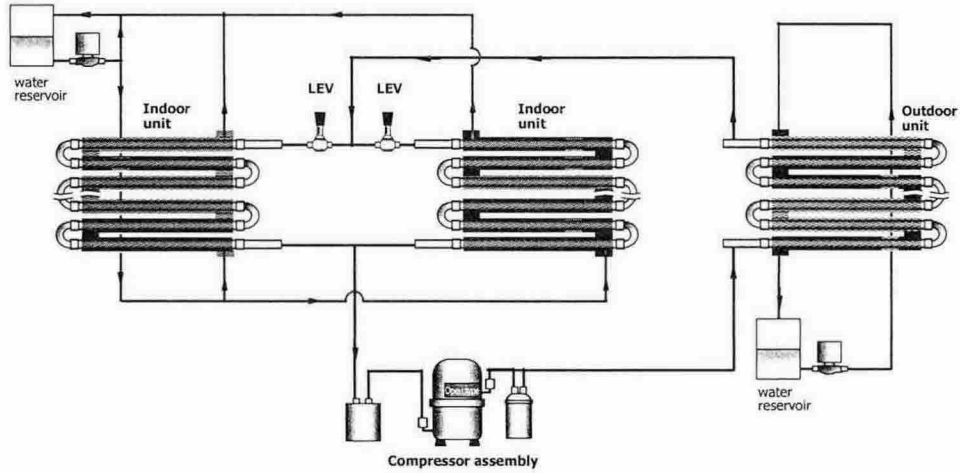 water
reservoir
Indoor
unit
LEV
LEV
Indoor
unit
Outdoor
unit
water
reservoir
Compressor assembly